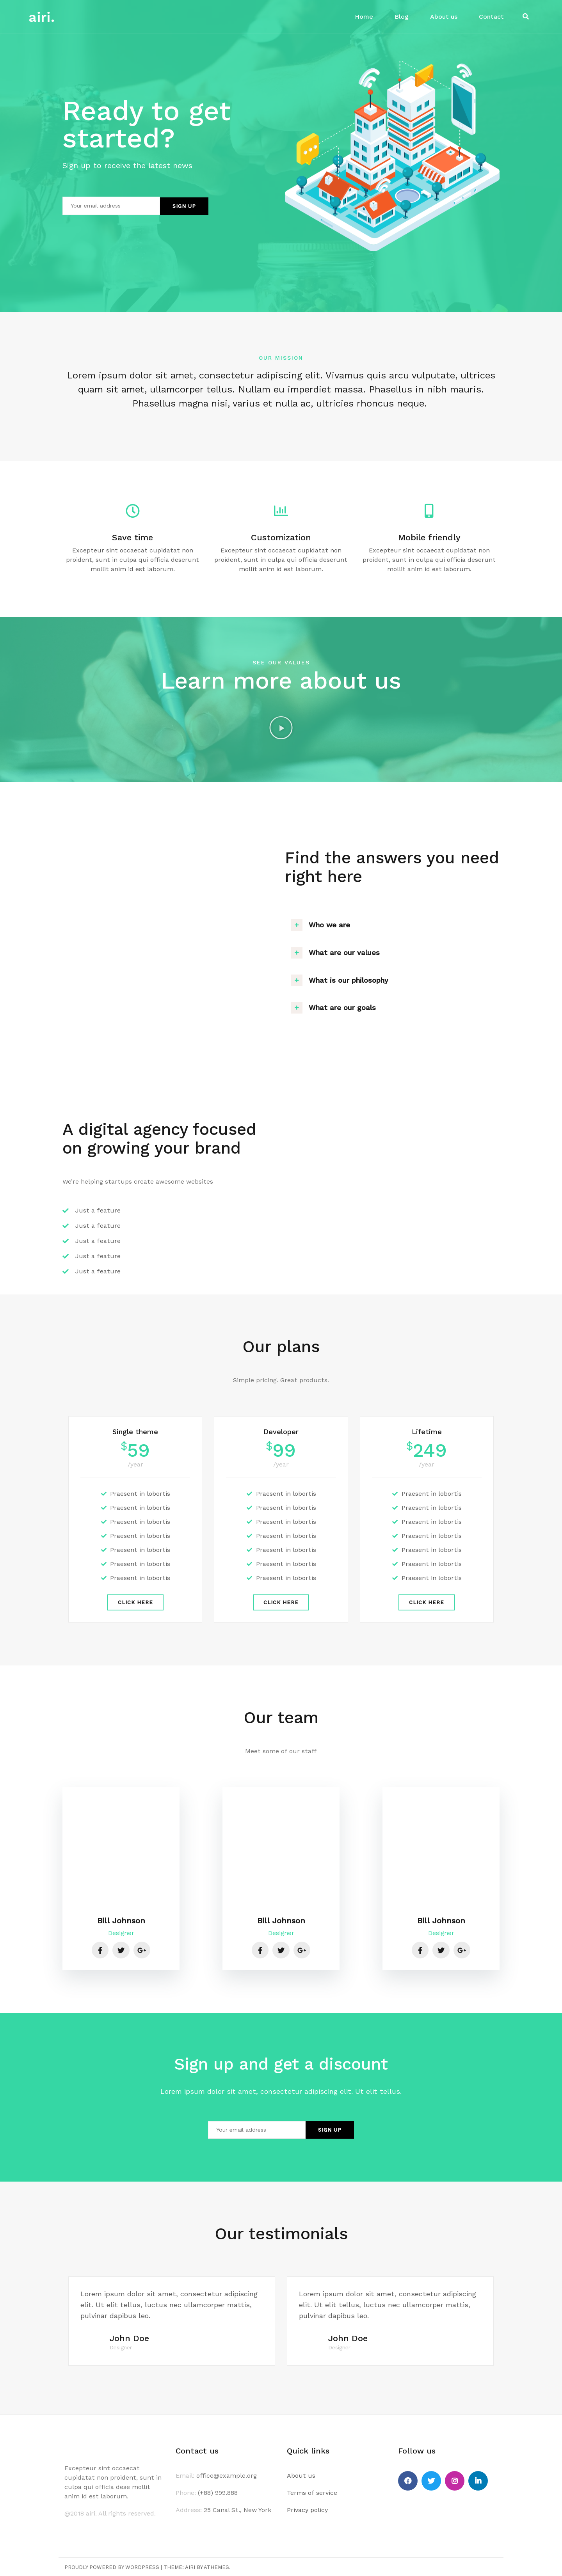 airi.
Home
Blog
About us
Contact
Ready to get
started?
Sign up to receive the latest news
Your email address
SIGN UP
OUR MISSION
Lorem ipsum dolor sit amet, consectetur adipiscing elit. Vivamus quis arcu vulputate, ultrices
quam sit amet, ullamcorper tellus. Nullam eu imperdiet massa. Phasellus in nibh mauris.
Phasellus magna nisi, varius et nulla ac, ultricies rhoncus neque.
Save time
Excepteur sint occaecat cupidatat non
proident, sunt in culpa qui officia deserunt
mollit anim id est laborum.
Customization
Excepteur sint occaecat cupidatat non
proident, sunt in culpa qui officia deserunt
mollit anim id est laborum.
Mobile friendly
Excepteur sint occaecat cupidatat non
proident, sunt in culpa qui officia deserunt
mollit anim id est laborum.
SEE OUR VALUES
Learn more about us
Find the answers you need
right here
Who we are
What are our values
What is our philosophy
What are our goals
A digital agency focused
on growing your brand
We're helping startups create awesome websites
Just a feature
Just a feature
Just a feature
Just a feature
Just a feature
Our plans
Simple pricing. Great products.
Single theme
$59
/year
Praesent in lobortis
Praesent in lobortis
Praesent in lobortis
Praesent in lobortis
Praesent in lobortis
Praesent in lobortis
Praesent in lobortis
CLICK HERE
Developer
$99
/year
Praesent in lobortis
Praesent in lobortis
Praesent in lobortis
Praesent in lobortis
Praesent in lobortis
Praesent in lobortis
Praesent in lobortis
CLICK HERE
Lifetime
$249
/year
Praesent in lobortis
Praesent in lobortis
Praesent in lobortis
Praesent in lobortis
Praesent in lobortis
Praesent in lobortis
Praesent in lobortis
CLICK HERE
Our team
Meet some of our staff
Bill Johnson
Designer
Bill Johnson
Designer
Bill Johnson
Designer
Sign up and get a discount
Lorem ipsum dolor sit amet, consectetur adipiscing elit. Ut elit tellus.
Your email address
SIGN UP
Our testimonials
Lorem ipsum dolor sit amet, consectetur adipiscing
elit. Ut elit tellus, luctus nec ullamcorper mattis,
pulvinar dapibus leo.
John Doe
Designer
Lorem ipsum dolor sit amet, consectetur adipiscing
elit. Ut elit tellus, luctus nec ullamcorper mattis,
pulvinar dapibus leo.
John Doe
Designer
Excepteur sint occaecat
cupidatat non proident, sunt in
culpa qui officia dese mollit
anim id est laborum.
@2018 airi. All rights reserved.
Contact us
Email: office@example.org
Phone: (+88) 999.888
Address: 25 Canal St., New York
Quick links
About us
Terms of service
Privacy policy
Follow us
PROUDLY POWERED BY WORDPRESS | THEME: AIRI BY ATHEMES.